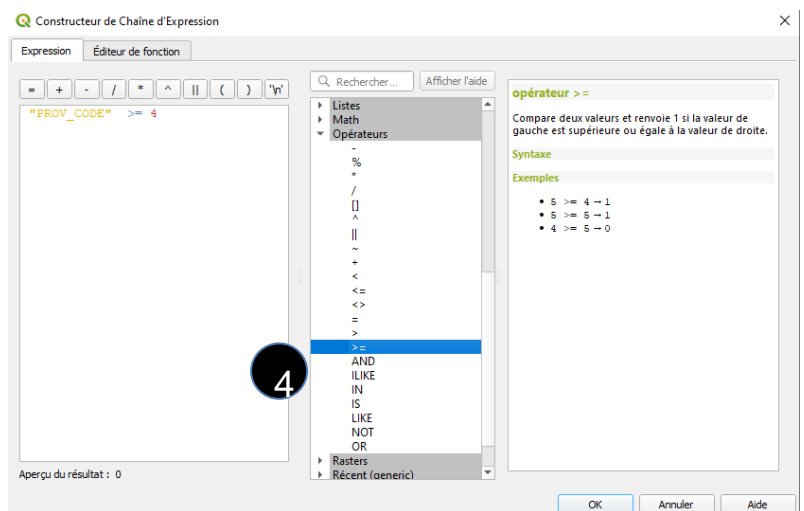 Constructeur de Chaîne d'Expression
Expression
Éditeur de fonction
= + - / * ^ || ( ) '\n'
"PROV_CODE" >= 4
Aperçu du résultat : 0
Rechercher...
Afficher l'aide
Listes
Math
Opérateurs
-
%
*
/
[]
^
||
~
+
<
<=
<>
=
>
>=
AND
ILIKE
IN
IS
LIKE
NOT
OR
Rasters
Récent (generic)
4
opérateur >=
Compare deux valeurs et renvoie 1 si la valeur de
gauche est supérieure ou égale à la valeur de droite.
Syntaxe
Exemples
• 5 >= 4 → 1
• 5 >= 5 → 1
• 4 >= 5 → 0
OK
Annuler
Aide